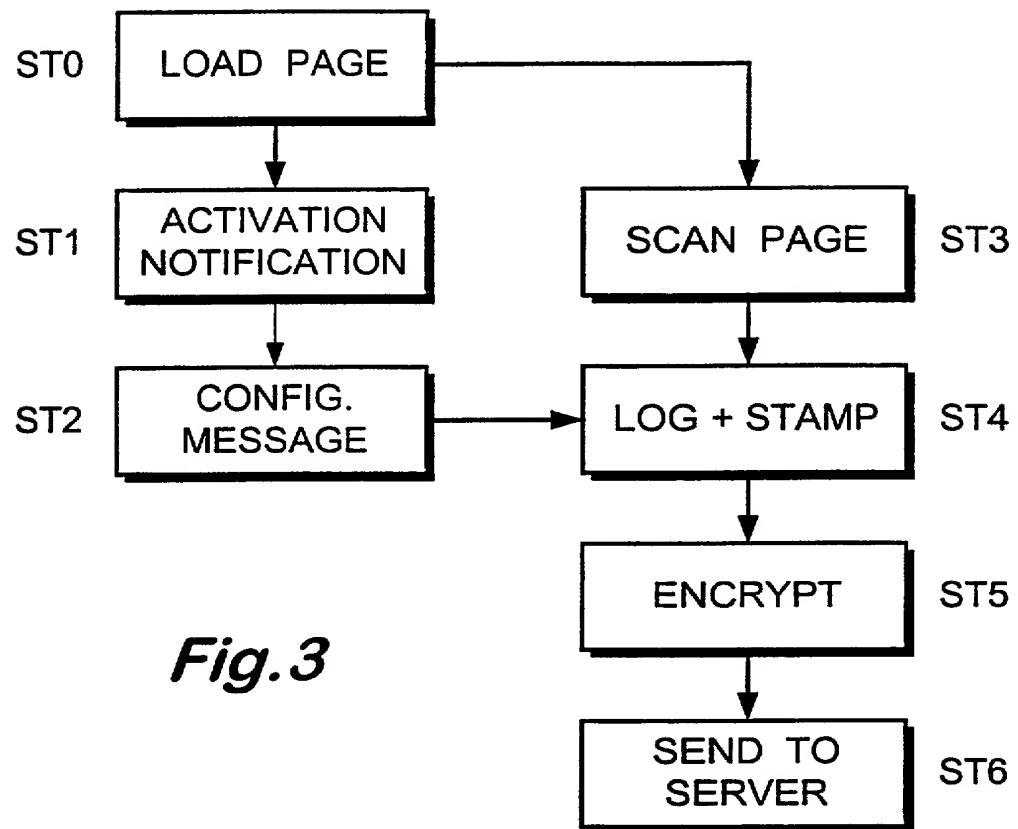 ST0
LOAD PAGE
ST1
ACTIVATION
NOTIFICATION
SCAN PAGE
ST3
ST2
CONFIG.
MESSAGE
LOG + STAMP
ST4
ENCRYPT
ST5
Fig.3
SEND TO
SERVER
ST6